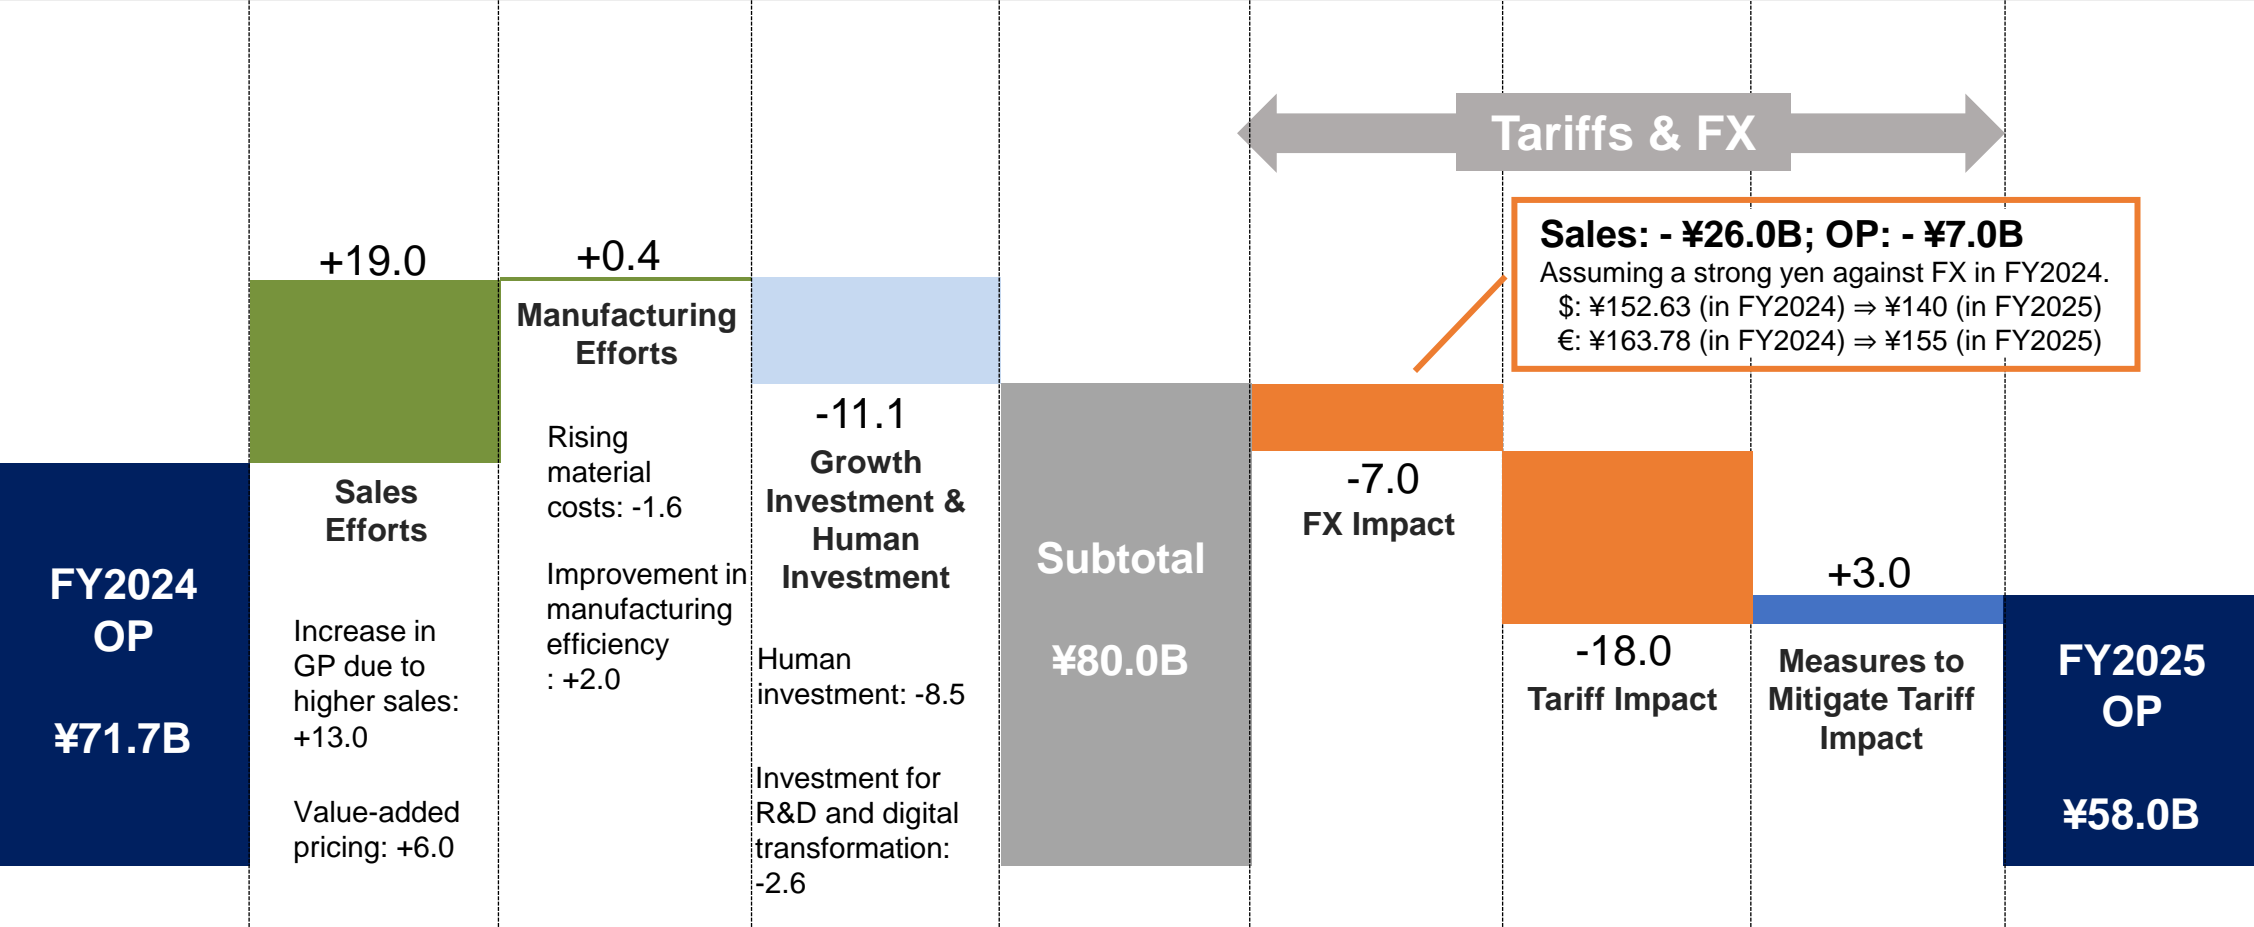 Tariffs & FX
Sales: - ¥26.0B; OP: - ¥7.0B
Assuming a strong yen against FX in FY2024.
$: ¥152.63 (in FY2024) ⇒ ¥140 (in FY2025)
€: ¥163.78 (in FY2024) ⇒ ¥155 (in FY2025)
FY2024
OP
¥71.7B
+19.0
Sales
Efforts
Increase in
GP due to
higher sales:
+13.0
Value-added
pricing: +6.0
+0.4
Manufacturing
Efforts
Rising
material
costs: -1.6
Improvement in
manufacturing
efficiency
: +2.0
-11.1
Growth
Investment &
Human
Investment
Human
investment: -8.5
Investment for
R&D and digital
transformation:
-2.6
Subtotal
¥80.0B
-7.0
FX Impact
-18.0
Tariff Impact
+3.0
Measures to
Mitigate Tariff
Impact
FY2025
OP
¥58.0B